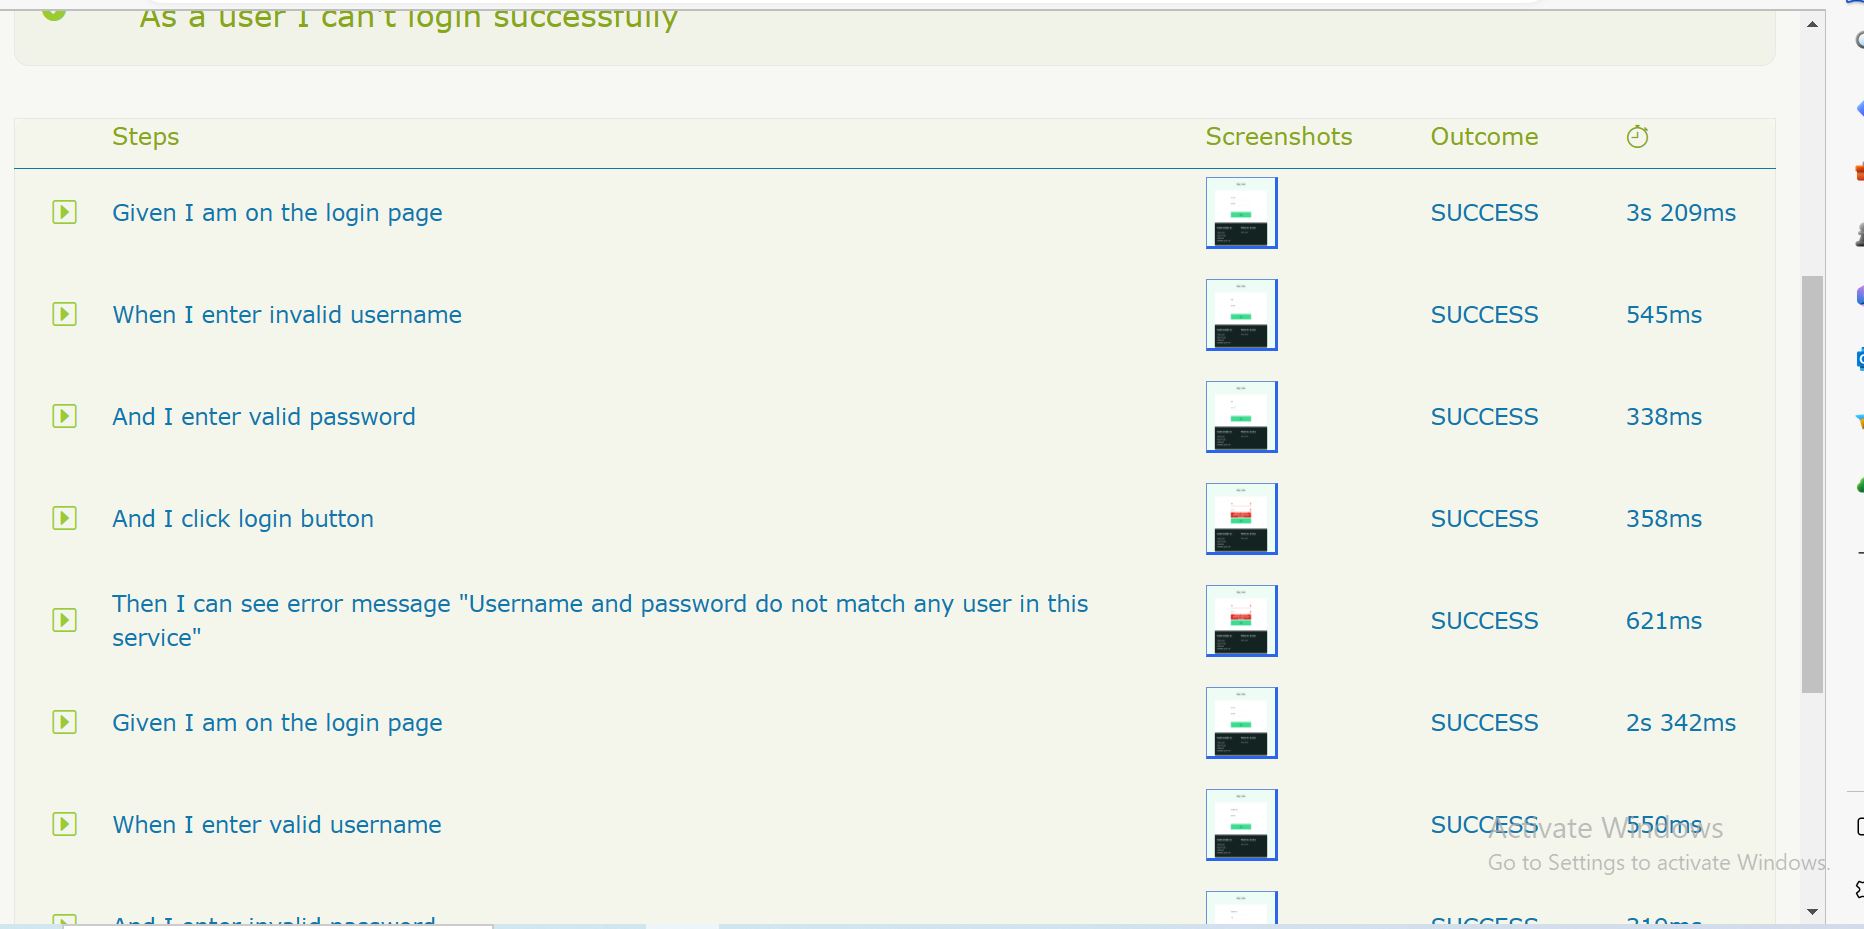 As a user I can't login successfully
Steps Screenshots Outcome
Given I am on the login page SUCCESS 3s 209ms
When I enter invalid username SUCCESS 545ms
And I enter valid password SUCCESS 338ms
And I click login button SUCCESS 358ms
Then I can see error message "Username and password do not match any user in this
service" SUCCESS 621ms
Given I am on the login page SUCCESS 2s 342ms
When I enter valid username SUCCESS 550ms
Activate Windows
Go to Settings to activate Windows.
And I enter invalid password SUCCESS